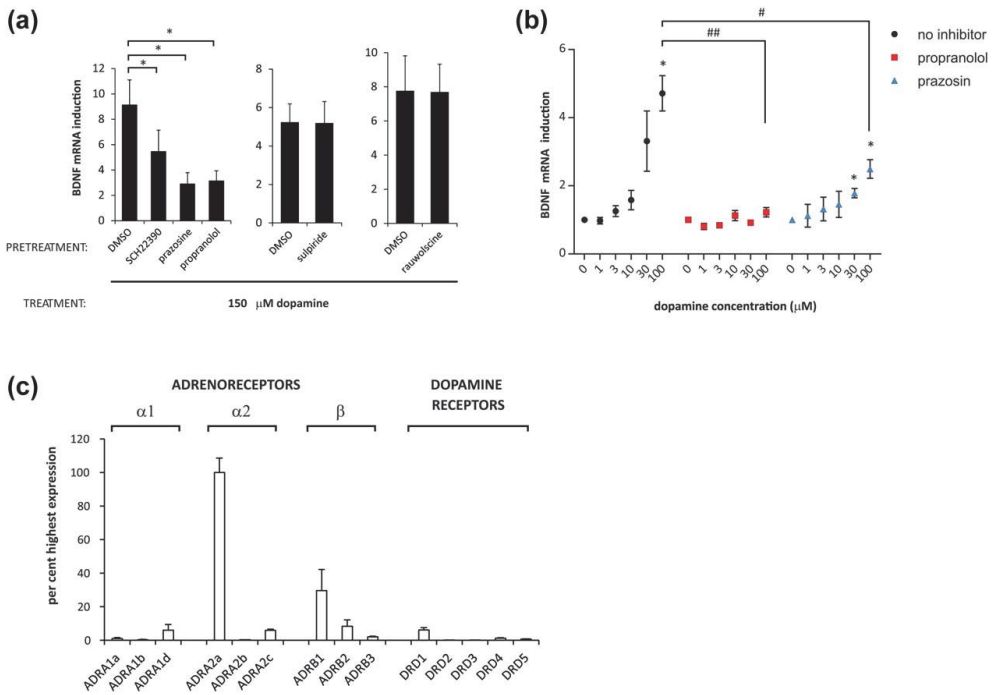 (a)
*
*
*
BDNF mRNA induction
12
10
8
6
4
2
0
DMSO
SCH22390
prazosine
propranolol
8
6
4
2
0
DMSO
sulpiride
10
8
6
4
2
0
DMSO
rauwolscine
PRETREATMENT:
TREATMENT:
150 μM dopamine
(b)
#
##
*
*
*
no inhibitor
propranolol
prazosin
BDNF mRNA induction
6
4
2
0
0 1 3 10 30 100 0 1 3 10 30 100 0 1 3 10 30 100
dopamine concentration (μM)
(c)
ADRENORECEPTORS
DOPAMINE
RECEPTORS
α1
α2
β
per cent highest expression
120
100
80
60
40
20
0
ADRA1a
ADRA1b
ADRA1d
ADRA2a
ADRA2b
ADRA2c
ADRB1
ADRB2
ADRB3
DRD1
DRD2
DRD3
DRD4
DRD5